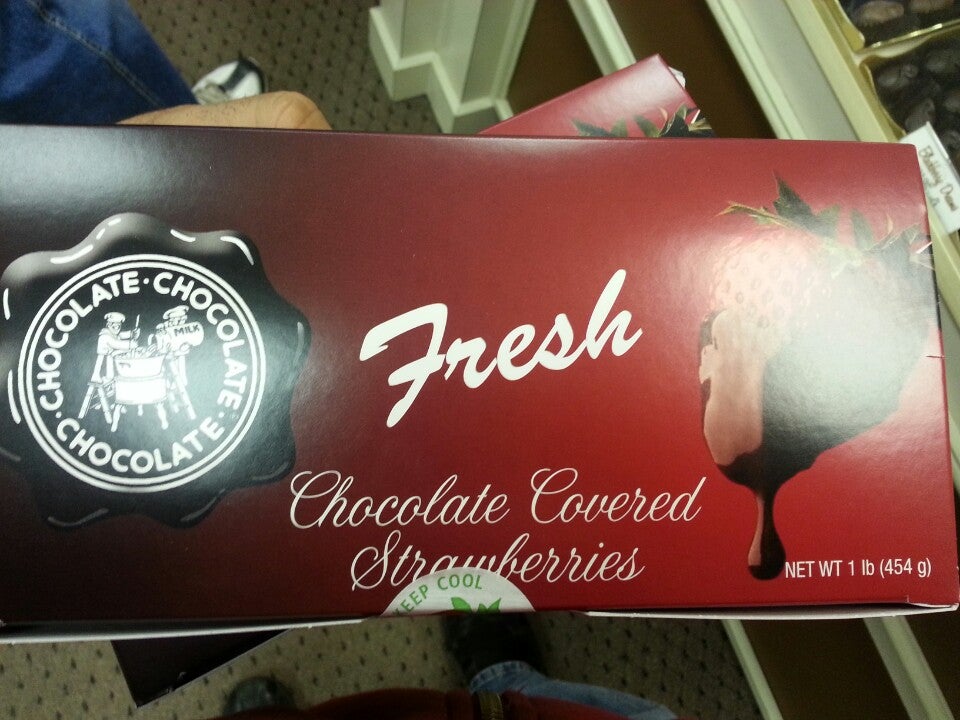 CHOCOLATE · CHOCOLATE · CHOCOLATE ·
MILK
Fresh
Chocolate Covered
Strawberries
KEEP COOL
NET WT 1 lb (454 g)